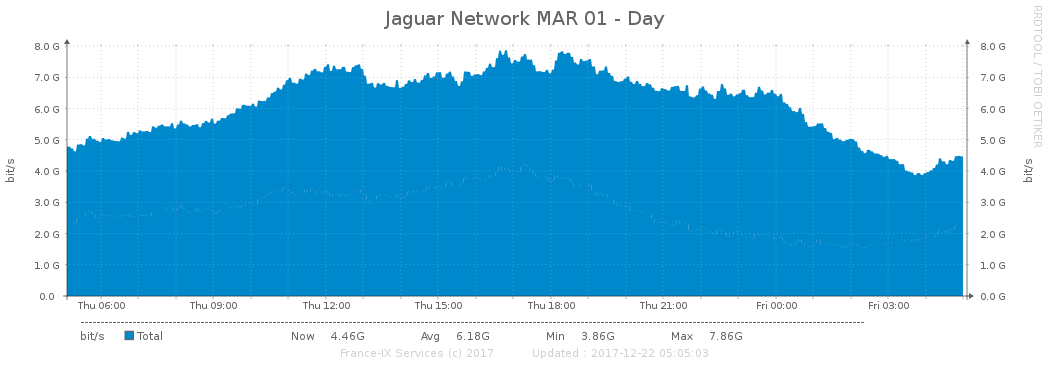 Jaguar Network MAR 01 - Day
RRDTOOL / TOBI OETIKER
8.0 G 8.0 G
7.0 G 7.0 G
6.0 G 6.0 G
5.0 G 5.0 G
4.0 G 4.0 G
3.0 G 3.0 G
2.0 G 2.0 G
1.0 G 1.0 G
0.0 0.0 G
bit/s
bit/s
Thu 06:00 Thu 09:00 Thu 12:00 Thu 15:00 Thu 18:00 Thu 21:00 Fri 00:00 Fri 03:00
bit/s Total Now 4.46G Avg 6.18G Min 3.86G Max 7.86G
France-IX Services (c) 2017 Updated : 2017-12-22 05:05:03